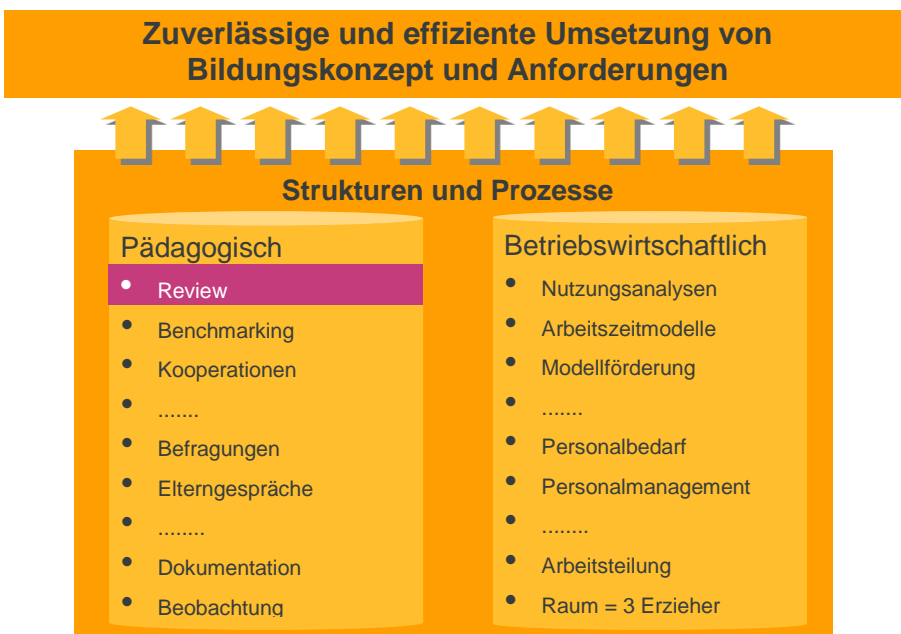 Zuverlässige und effiziente Umsetzung von
Bildungskonzept und Anforderungen
Strukturen und Prozesse
Pädagogisch
• Review
• Benchmarking
• Kooperationen
• .......
• Befragungen
• Elterngespräche
• ........
• Dokumentation
• Beobachtung
Betriebswirtschaftlich
• Nutzungsanalysen
• Arbeitszeitmodelle
• Modellförderung
• .......
• Personalbedarf
• Personalmanagement
• ........
• Arbeitsteilung
• Raum = 3 Erzieher